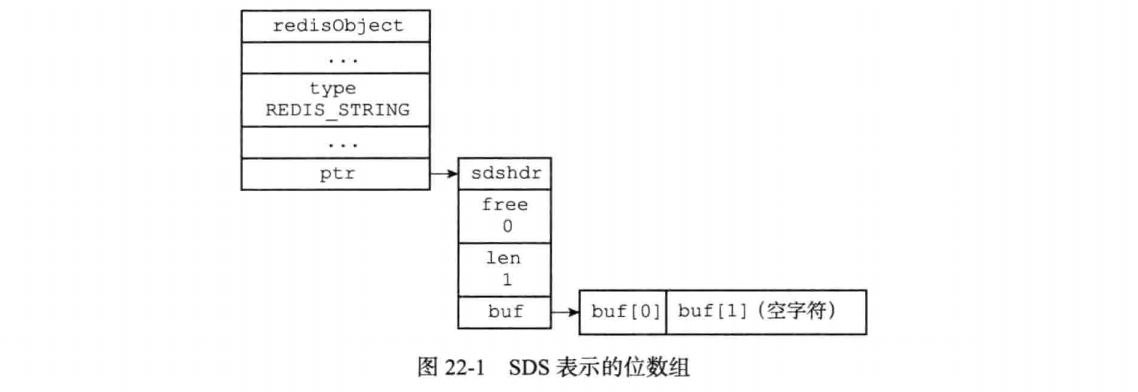 redisObject
...
type
REDIS_STRING
...
ptr
sdshdr
free
0
len
1
buf
buf[0]
buf[1](空字符)
图 22-1 SDS 表示的位数组